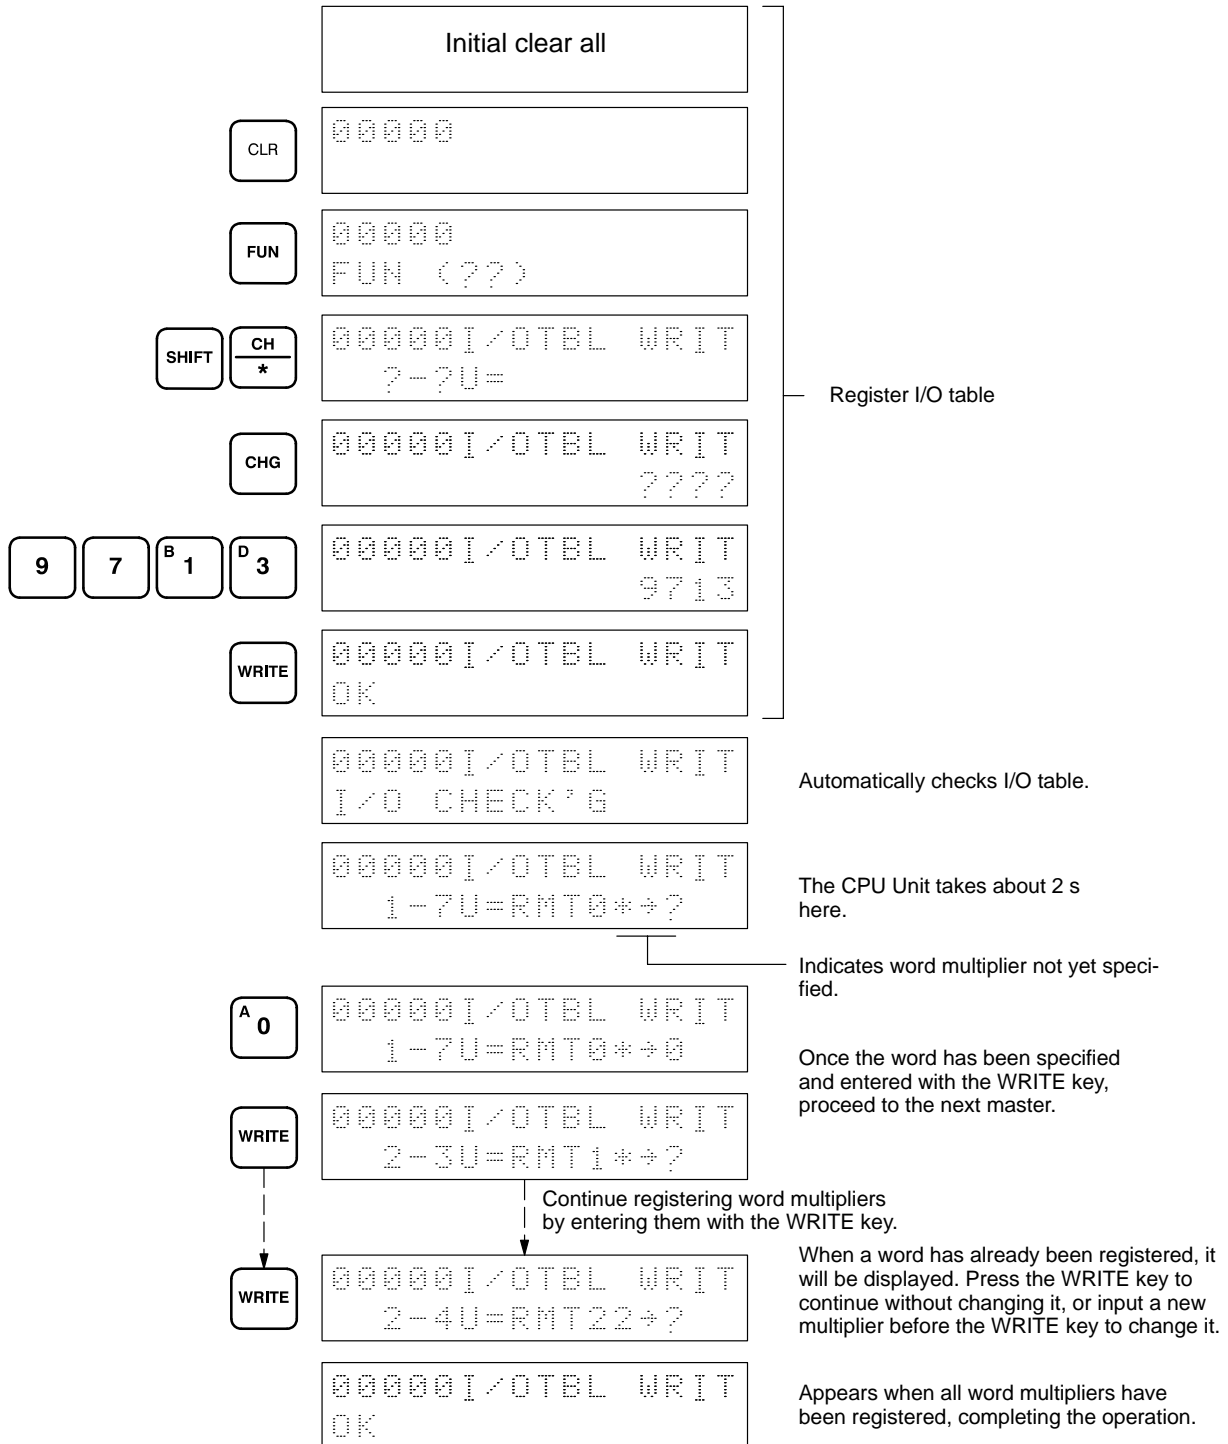 Initial clear all
CLR
00000
FUN
00000
FUN (??)
SHIFT
CH
*
00000I/OTBL WRIT
?-?U=
Register I/O table
CHG
00000I/OTBL WRIT
????
9
7
B 1
D 3
00000I/OTBL WRIT
9713
WRITE
00000I/OTBL WRIT
OK
00000I/OTBL WRIT
I/O CHECK'G
Automatically checks I/O table.
00000I/OTBL WRIT
1-7U=RMT0*→?
The CPU Unit takes about 2 s
here.
Indicates word multiplier not yet speci-
fied.
A 0
00000I/OTBL WRIT
1-7U=RMT0*→0
Once the word has been specified
and entered with the WRITE key,
proceed to the next master.
WRITE
00000I/OTBL WRIT
2-3U=RMT1*→?
Continue registering word multipliers
by entering them with the WRITE key.
WRITE
00000I/OTBL WRIT
2-4U=RMT22→?
When a word has already been registered, it
will be displayed. Press the WRITE key to
continue without changing it, or input a new
multiplier before the WRITE key to change it.
00000I/OTBL WRIT
OK
Appears when all word multipliers have
been registered, completing the operation.